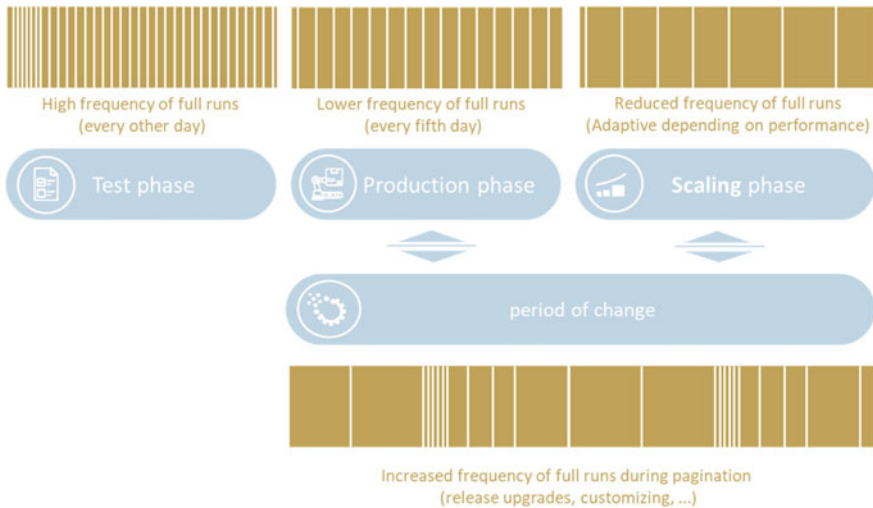 High frequency of full runs
(every other day)
Lower frequency of full runs
(every fifth day)
Reduced frequency of full runs
(Adaptive depending on performance)
Test phase
Production phase
Scaling phase
period of change
Increased frequency of full runs during pagination
(release upgrades, customizing, ...)